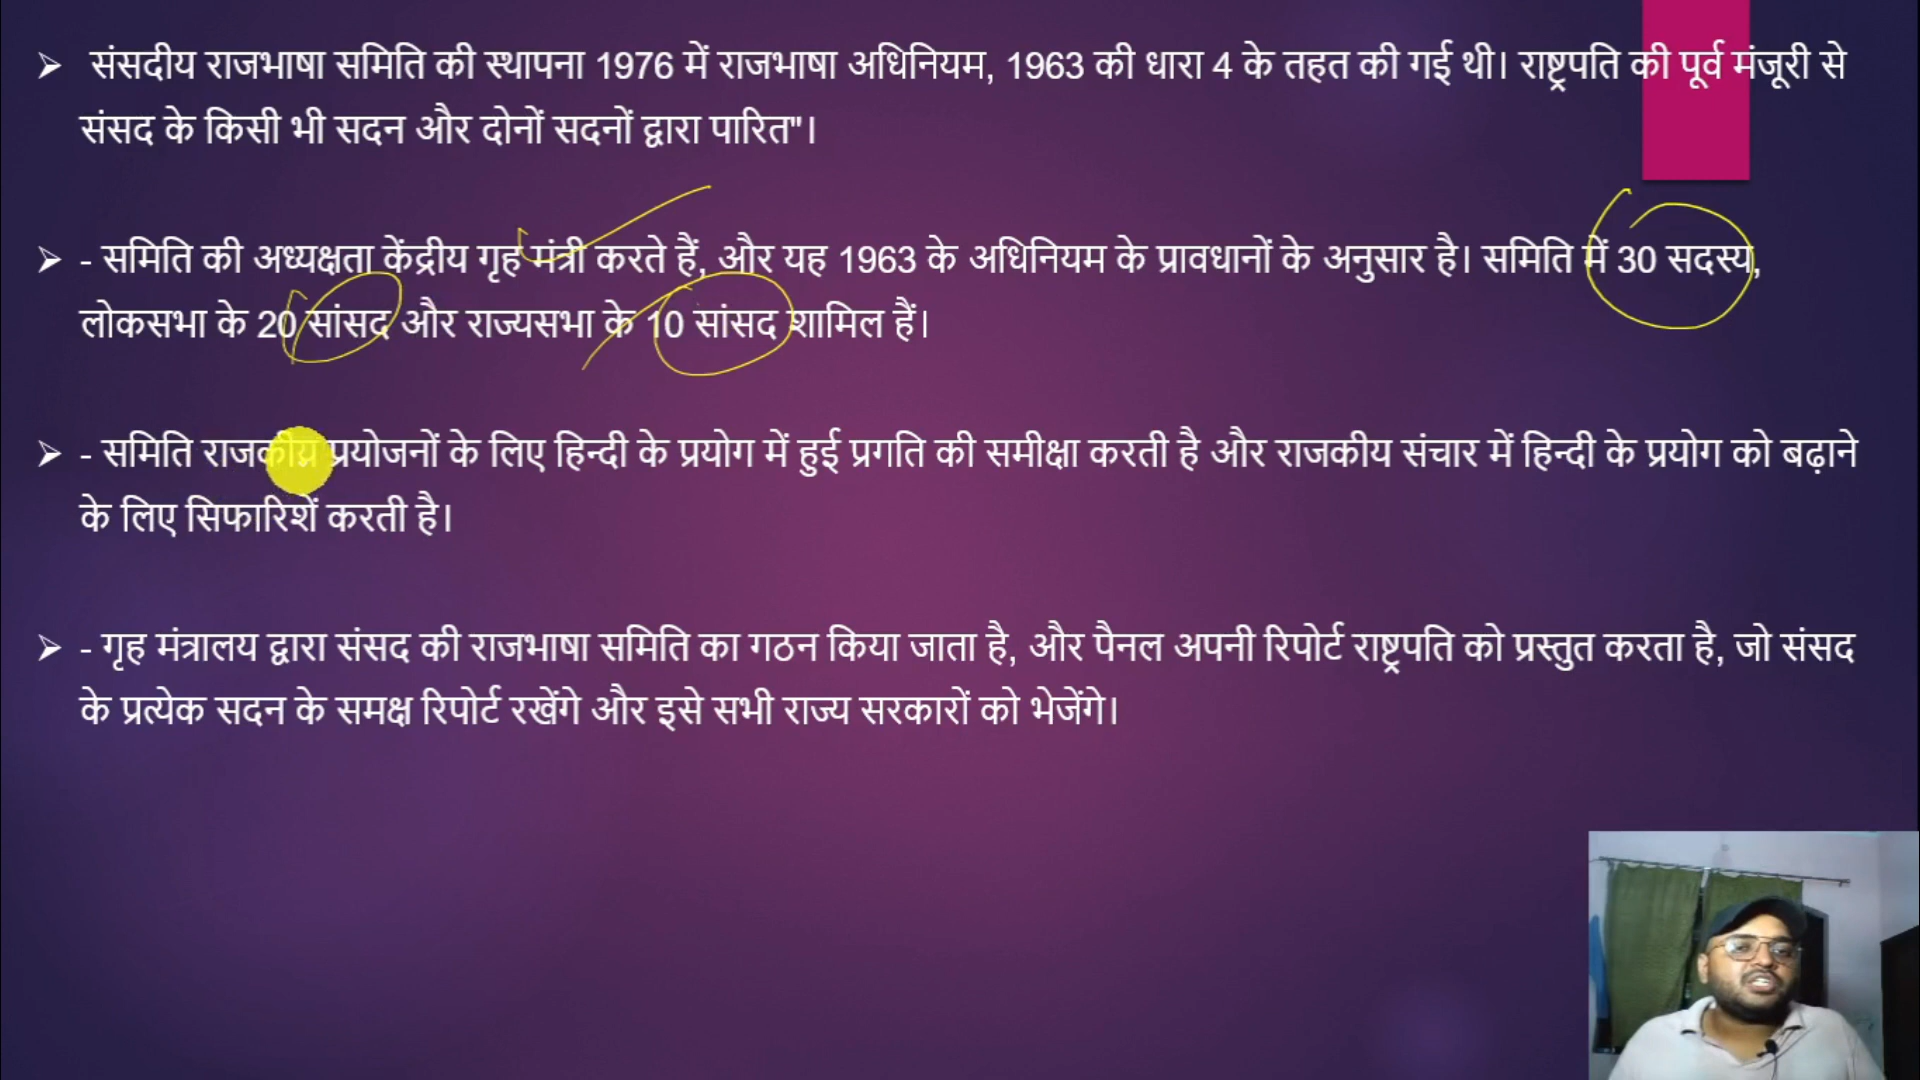 ➢ संसदीय राजभाषा समिति की स्थापना 1976 में राजभाषा अधिनियम, 1963 की धारा 4 के तहत की गई थी। राष्ट्रपति की पूर्व मंजूरी से
संसद के किसी भी सदन और दोनों सदनों द्वारा पारित"।
➢ - समिति की अध्यक्षता केंद्रीय गृह मंत्री करते हैं, और यह 1963 के अधिनियम के प्रावधानों के अनुसार है। समिति में 30 सदस्य,
लोकसभा के 20 सांसद और राज्यसभा के 10 सांसद शामिल हैं।
➢ - समिति राजकीय प्रयोजनों के लिए हिन्दी के प्रयोग में हुई प्रगति की समीक्षा करती है और राजकीय संचार में हिन्दी के प्रयोग को बढ़ाने
के लिए सिफारिशें करती है।
➢ - गृह मंत्रालय द्वारा संसद की राजभाषा समिति का गठन किया जाता है, और पैनल अपनी रिपोर्ट राष्ट्रपति को प्रस्तुत करता है, जो संसद
के प्रत्येक सदन के समक्ष रिपोर्ट रखेंगे और इसे सभी राज्य सरकारों को भेजेंगे।